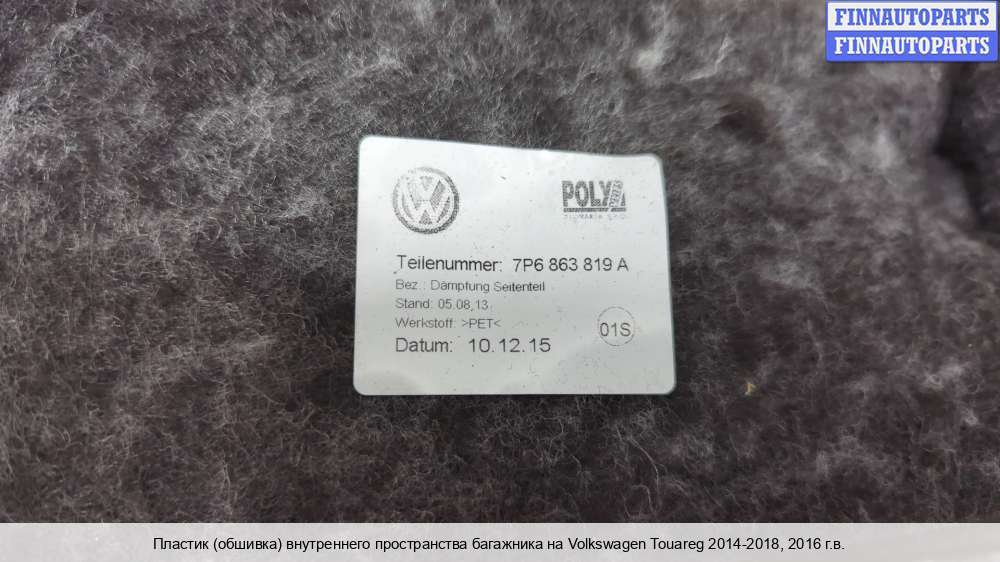 FINNAUTOPARTS
FINNAUTOPARTS
POLY
Teilenummer: 7P6 863 819 A
Bez.: Dämpfung Seitenteil
Stand: 05.08.13
Werkstoff: >PET<
01S
Datum: 10.12.15
Пластик (обшивка) внутреннего пространства багажника на Volkswagen Touareg 2014-2018, 2016 г.в.